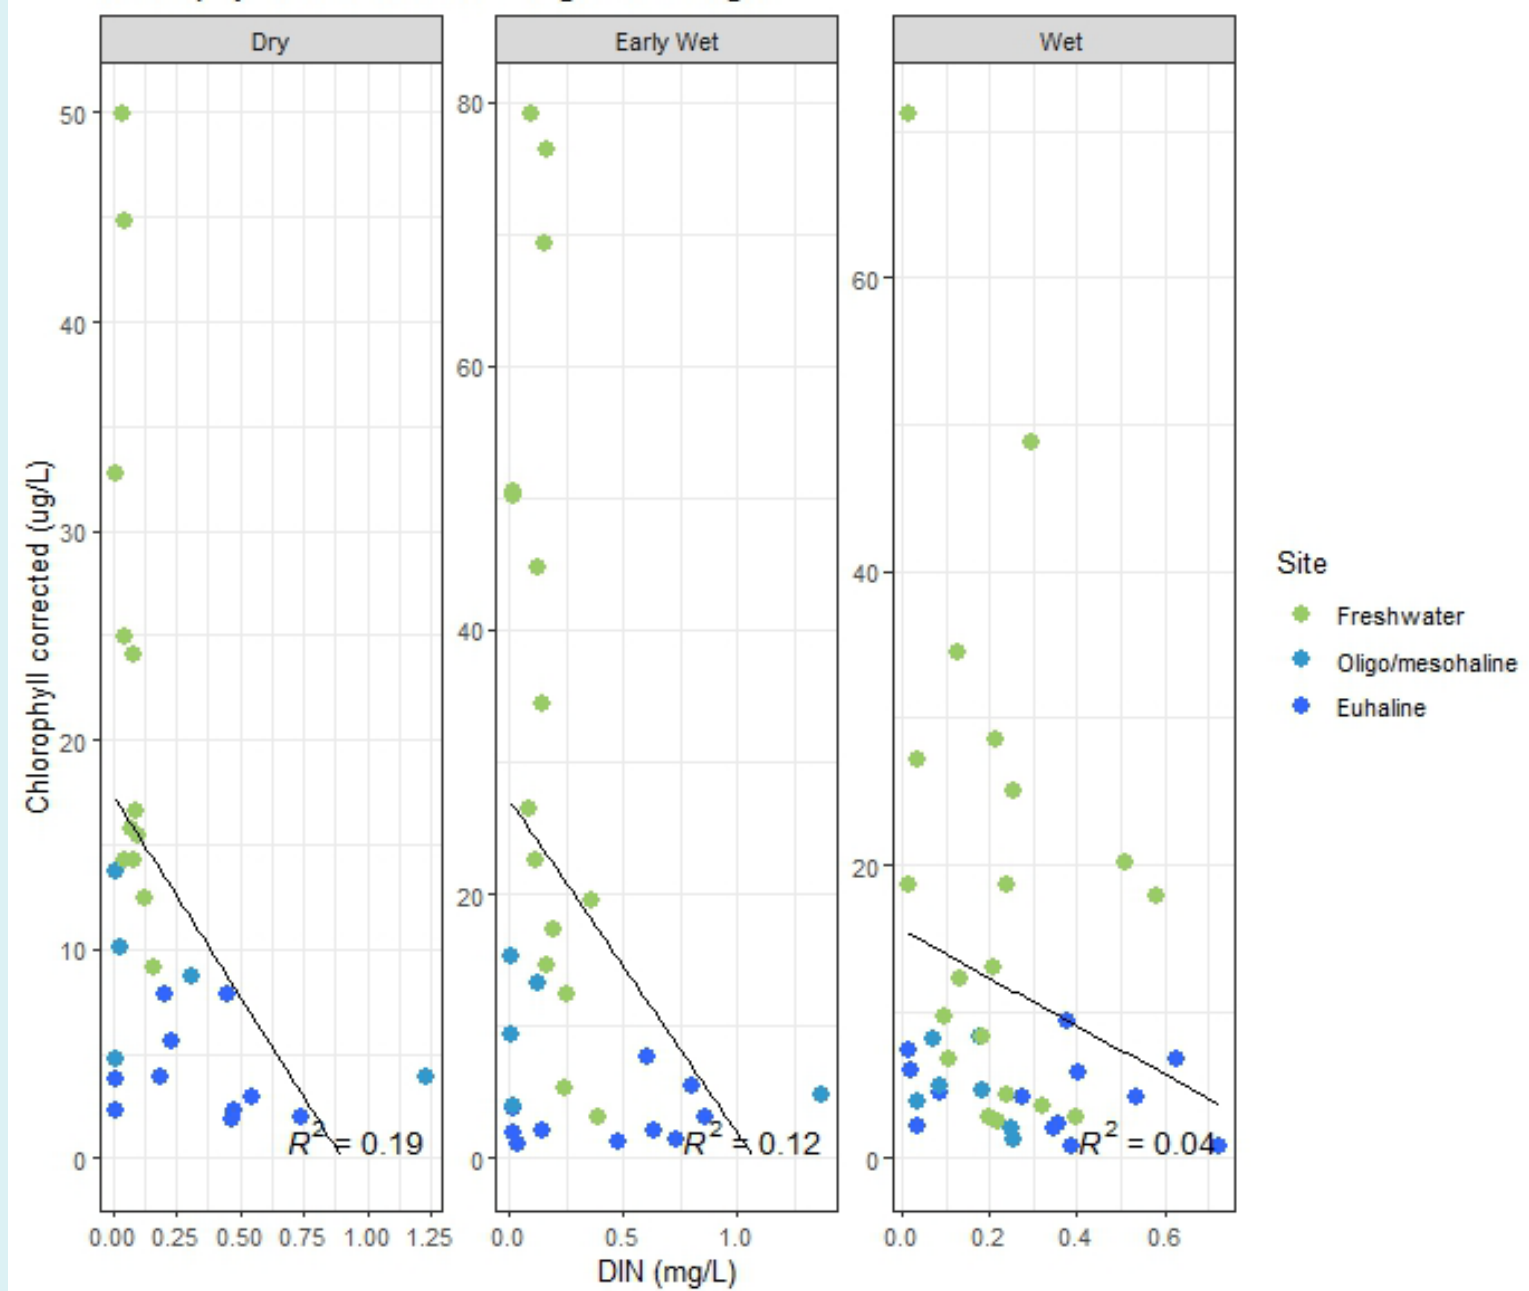 Dry
Early Wet
Wet
50
40
30
20
10
0
80
60
40
20
0
60
40
20
0
Chlorophyll corrected (ug/L)
R² = 0.19
R² = 0.12
R² = 0.04
0.00 0.25 0.50 0.75 1.00 1.25
0.0 0.5 1.0
0.0 0.2 0.4 0.6
DIN (mg/L)
Site
Freshwater
Oligo/mesohaline
Euhaline